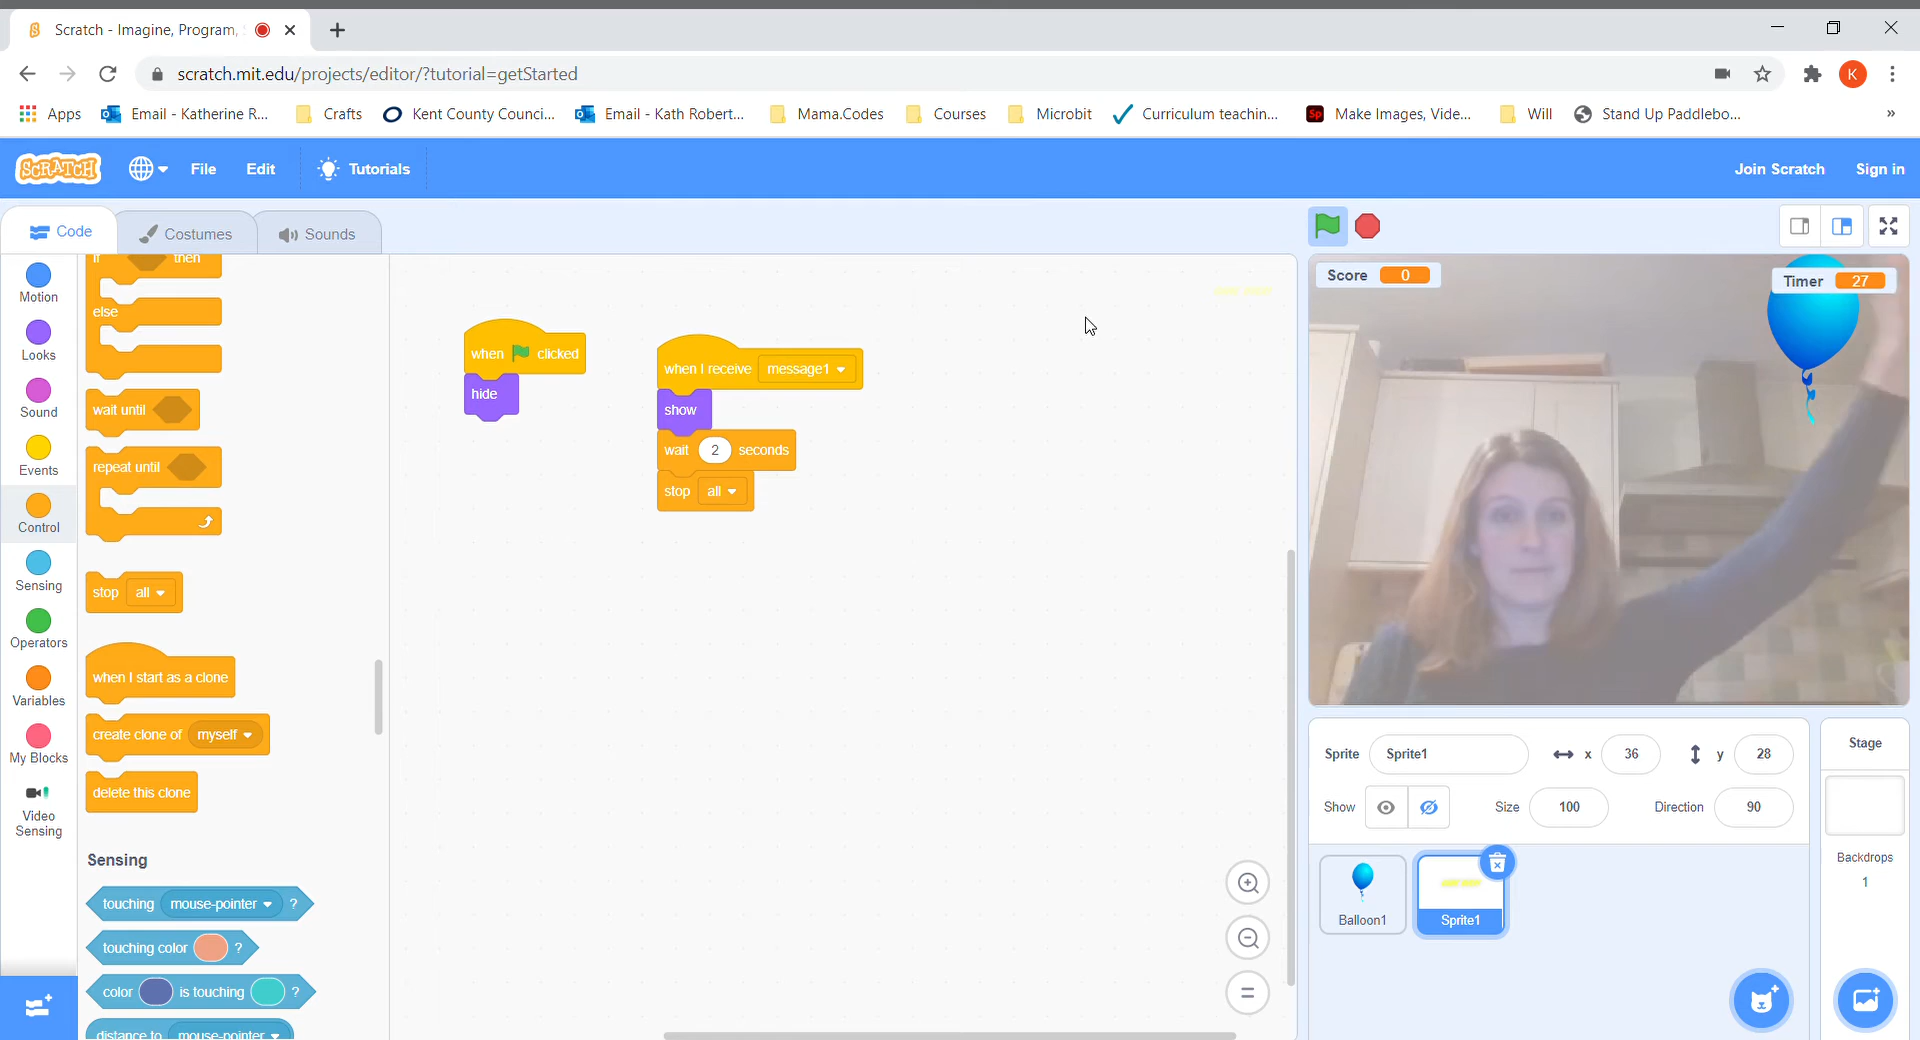 Scratch - Imagine, Program,
scratch.mit.edu/projects/editor/?tutorial=getStarted
K
Apps Email - Katherine R... Crafts Kent County Counci... Email - Kath Robert... Mama.Codes Courses Microbit Curriculum teachin... Sp Make Images, Vide... Will Stand Up Paddlebo... »
SCRATCH File Edit Tutorials Join Scratch Sign in
Code Costumes Sounds
Motion
Looks
Sound
Events
Control
Sensing
Operators
Variables
My Blocks
Video
Sensing
if then
else
wait until
repeat until
stop all
when I start as a clone
create clone of myself
delete this clone
Sensing
touching mouse-pointer ?
touching color ?
color is touching ?
distance to mouse-pointer
when clicked
hide
when I receive message1
show
wait 2 seconds
stop all
Score 0
Timer 27
Sprite Sprite1 x 36 y 28
Show Size 100 Direction 90
Balloon1
Sprite1
Stage
Backdrops
1